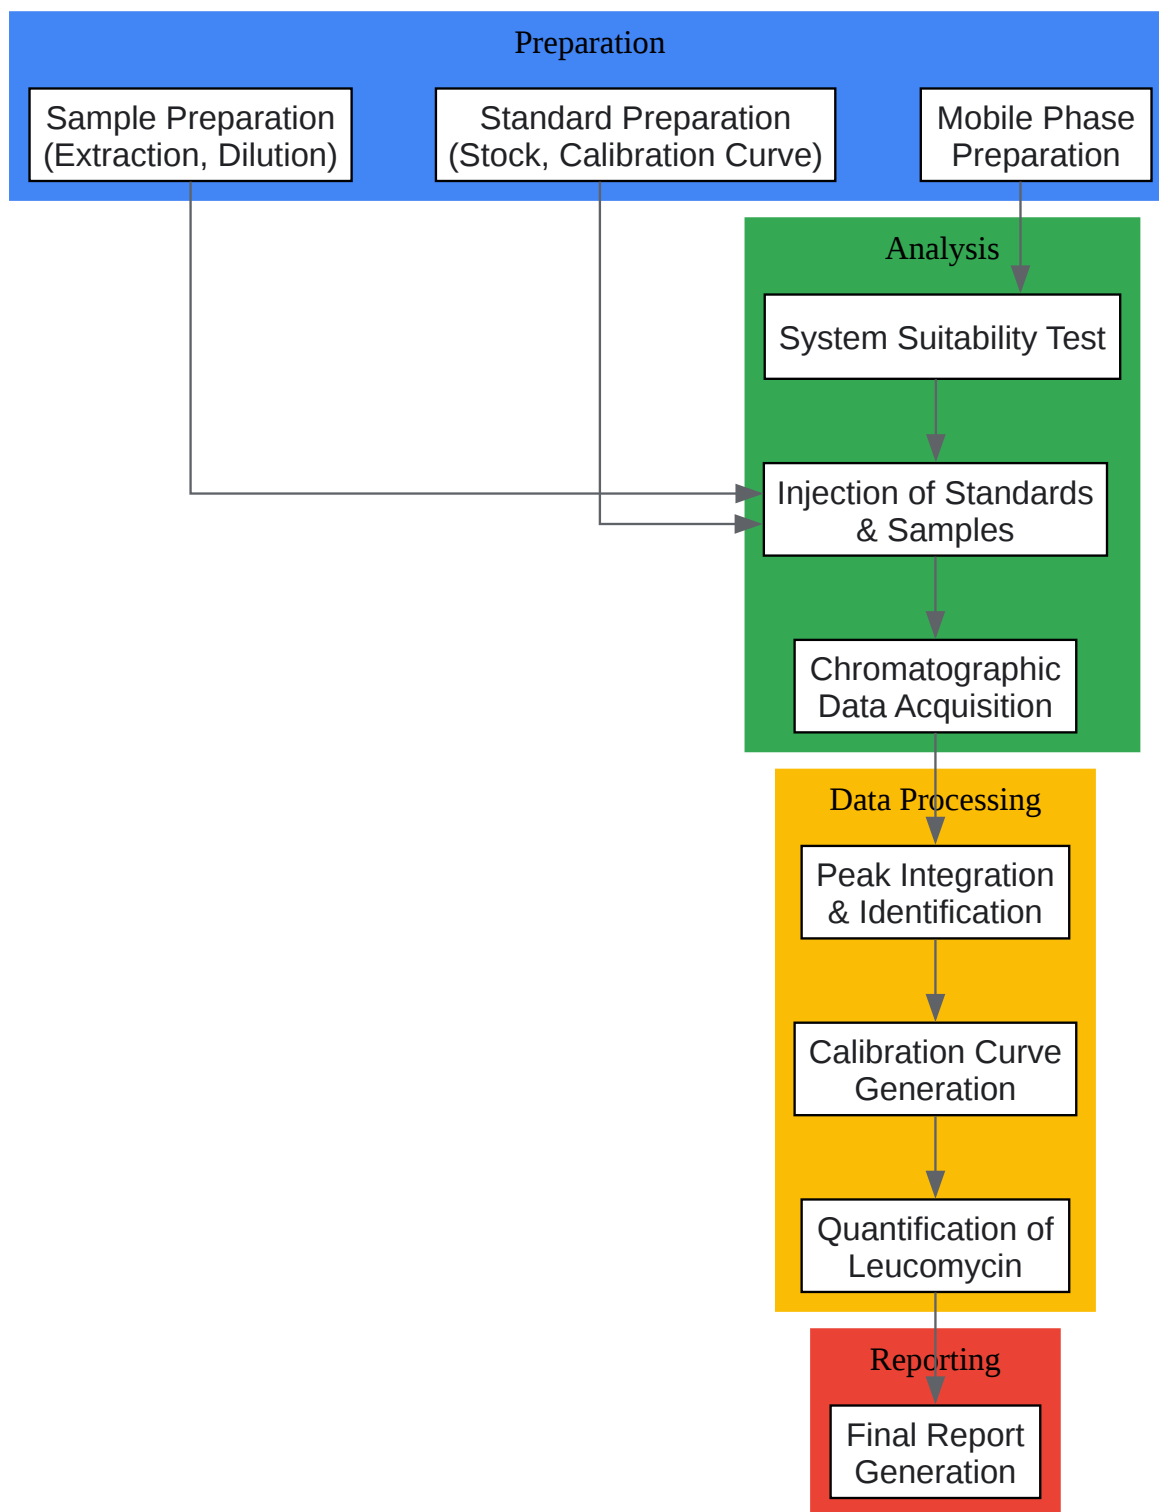 Preparation
Sample Preparation
(Extraction, Dilution)
Standard Preparation
(Stock, Calibration Curve)
Mobile Phase
Preparation
Analysis
System Suitability Test
Injection of Standards
& Samples
Chromatographic
Data Acquisition
Data Processing
Peak Integration
& Identification
Calibration Curve
Generation
Quantification of
Leucomycin
Reporting
Final Report
Generation